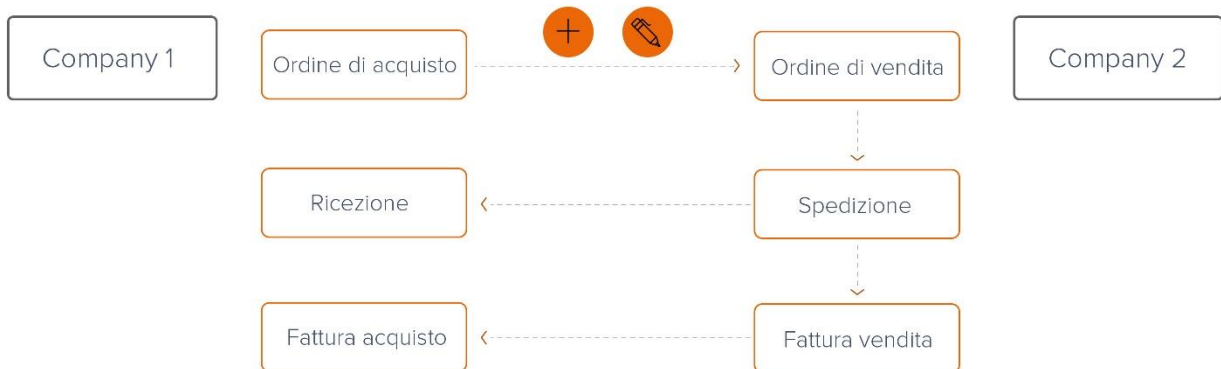 Company 1
Ordine di acquisto
Ordine di vendita
Company 2
Ricezione
Spedizione
Fattura acquisto
Fattura vendita